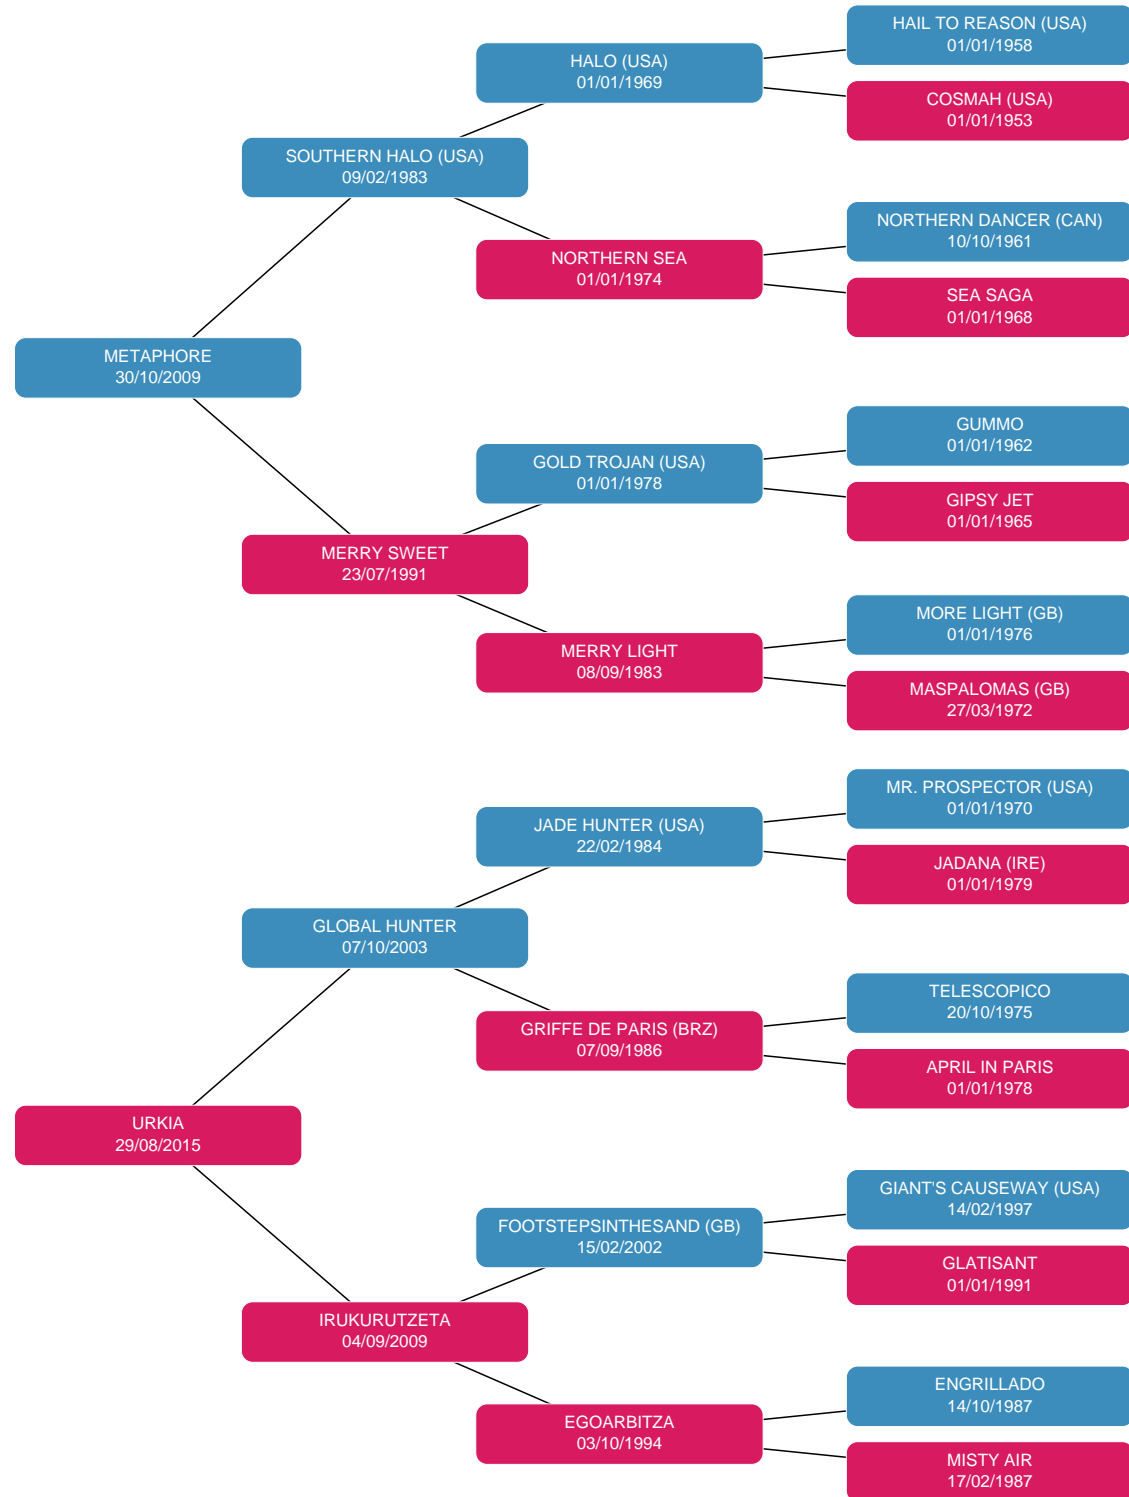 HAIL TO REASON (USA)
01/01/1958
HALO (USA)
01/01/1969
COSMAH (USA)
01/01/1953
SOUTHERN HALO (USA)
09/02/1983
NORTHERN DANCER (CAN)
10/10/1961
NORTHERN SEA
01/01/1974
SEA SAGA
01/01/1968
METAPHORE
30/10/2009
GUMMO
01/01/1962
GOLD TROJAN (USA)
01/01/1978
GIPSY JET
01/01/1965
MERRY SWEET
23/07/1991
MORE LIGHT (GB)
01/01/1976
MERRY LIGHT
08/09/1983
MASPALOMAS (GB)
27/03/1972
MR. PROSPECTOR (USA)
01/01/1970
JADE HUNTER (USA)
22/02/1984
JADANA (IRE)
01/01/1979
GLOBAL HUNTER
07/10/2003
TELESCOPICO
20/10/1975
GRIFFE DE PARIS (BRZ)
07/09/1986
APRIL IN PARIS
01/01/1978
URKIA
29/08/2015
GIANT'S CAUSEWAY (USA)
14/02/1997
FOOTSTEPSINTHESAND (GB)
15/02/2002
GLATISANT
01/01/1991
IRUKURUTZETA
04/09/2009
ENGRILLADO
14/10/1987
EGOARBITZA
03/10/1994
MISTY AIR
17/02/1987